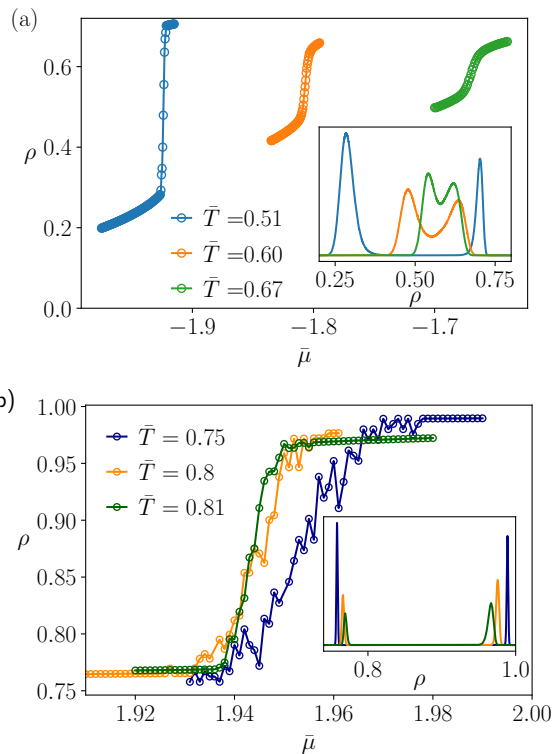 (a)
0.6
0.4
0.2
0.0
ρ
T̄ =0.51
T̄ =0.60
T̄ =0.67
0.25 0.50 0.75
ρ
−1.9 −1.8 −1.7
μ̄
b)
1.00
0.95
0.90
0.85
0.80
0.75
ρ
T̄ = 0.75
T̄ = 0.8
T̄ = 0.81
0.8 1.0
ρ
1.92 1.94 1.96 1.98 2.00
μ̄